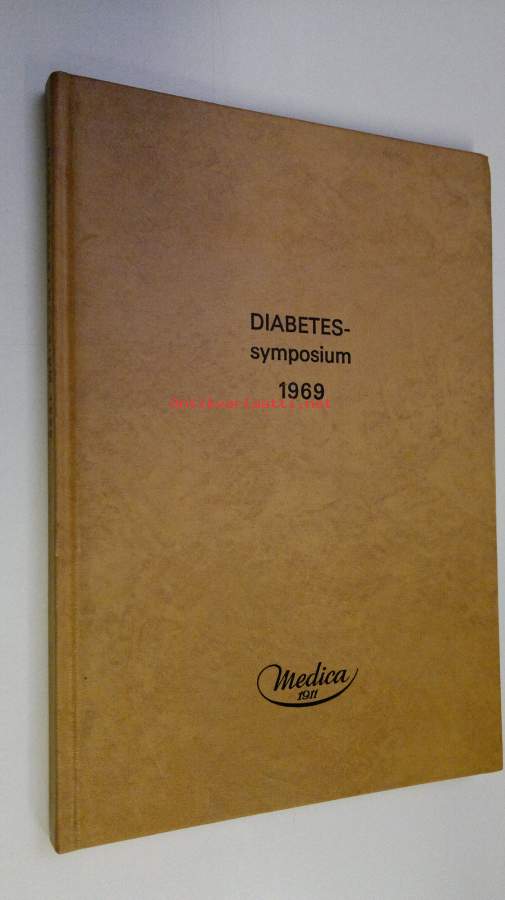 DIABETES-
symposium
1969
antikvariaatti.net
Medica
1911